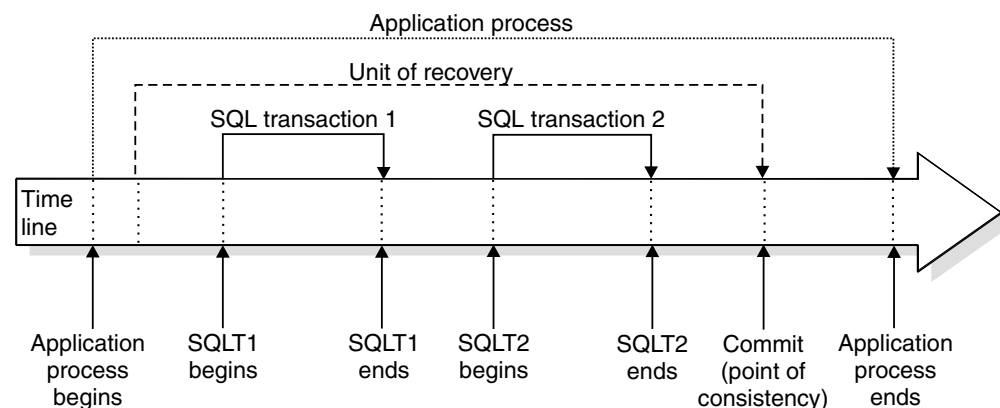 Application process
Unit of recovery
SQL transaction 1
SQL transaction 2
Time
line
Application
process
begins
SQLT1
begins
SQLT1
ends
SQLT2
begins
SQLT2
ends
Commit
(point of
consistency)
Application
process
ends